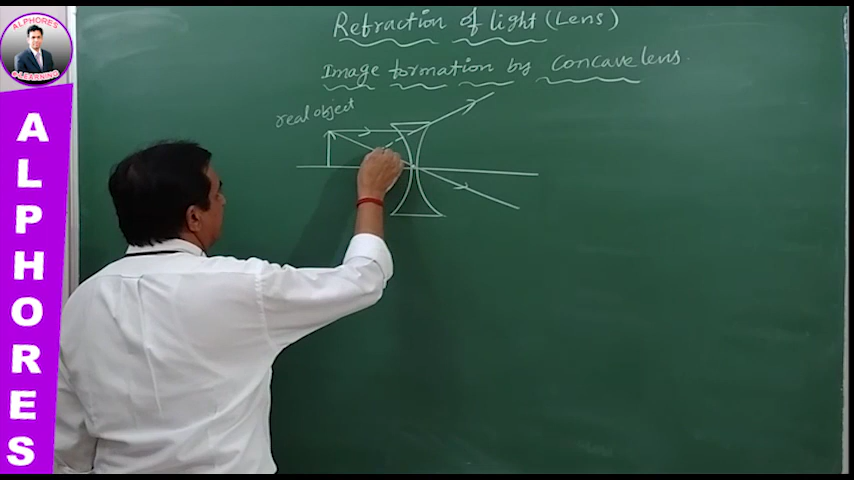 ALPHORES
e-LEARNING
ALPHORES
Refraction of light (Lens)
Image formation by concave lens.
real object